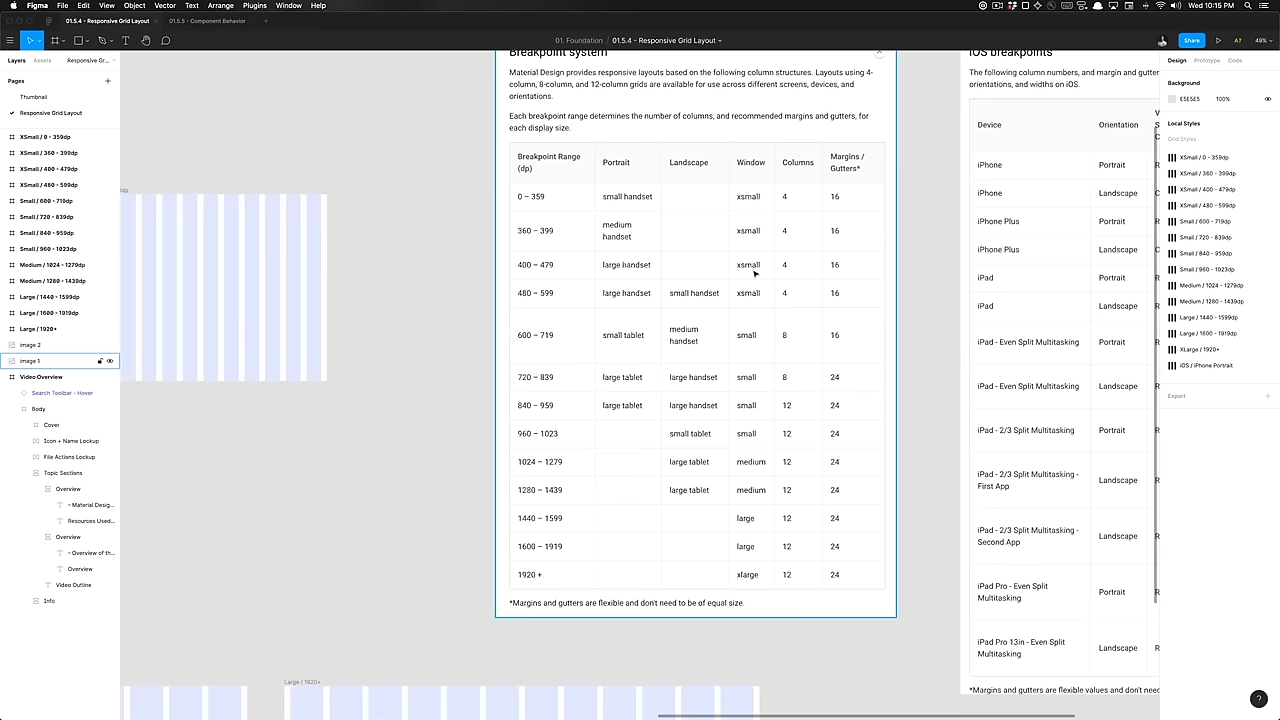 Figma File Edit View Object Vector Text Arrange Plugins Window Help Wed 10:15 PM
01.5.4 - Responsive Grid Layout 01.5.5 - Component Behavior
01. Foundation / 01.5.4 - Responsive Grid Layout Share A? 49%
Layers Assets Responsive Gr...
Pages
Thumbnail
Responsive Grid Layout
XSmall / 0 - 359dp
XSmall / 360 - 399dp
XSmall / 400 - 479dp
XSmall / 480 - 599dp
Small / 600 - 719dp
Small / 720 - 839dp
Small / 840 - 959dp
Small / 960 - 1023dp
Medium / 1024 - 1279dp
Medium / 1280 - 1439dp
Large / 1440 - 1599dp
Large / 1600 - 1919dp
Large / 1920+
image 2
image 1
Video Overview
Search Toolbar - Hover
Body
Cover
Icon + Name Lockup
File Actions Lockup
Topic Sections
Overview
• Material Desig...
Resources Used...
Overview
• Overview of th...
Overview
Video Outline
Info
Large / 1920+
Breakpoint system
Material Design provides responsive layouts based on the following column structures. Layouts using 4-
column, 8-column, and 12-column grids are available for use across different screens, devices, and
orientations.
Each breakpoint range determines the number of columns, and recommended margins and gutters, for
each display size.
Breakpoint Range (dp) Portrait Landscape Window Columns Margins / Gutters*
0 – 359 small handset xsmall 4 16
360 – 399 medium handset xsmall 4 16
400 – 479 large handset xsmall 4 16
480 – 599 large handset small handset xsmall 4 16
600 – 719 small tablet medium handset small 8 16
720 – 839 large tablet large handset small 8 24
840 – 959 large tablet large handset small 12 24
960 – 1023 small tablet small 12 24
1024 – 1279 large tablet medium 12 24
1280 – 1439 large tablet medium 12 24
1440 – 1599 large 12 24
1600 – 1919 large 12 24
1920 + xlarge 12 24
*Margins and gutters are flexible and don't need to be of equal size.
iOS breakpoints
The following column numbers, and margin and gutter
orientations, and widths on iOS.
Device Orientation
iPhone Portrait
iPhone Landscape
iPhone Plus Portrait
iPhone Plus Landscape
iPad Portrait
iPad Landscape
iPad - Even Split Multitasking Portrait
iPad - Even Split Multitasking Landscape
iPad - 2/3 Split Multitasking Portrait
iPad - 2/3 Split Multitasking - First App Landscape
iPad - 2/3 Split Multitasking - Second App Landscape
iPad Pro - Even Split Multitasking Portrait
iPad Pro 13in - Even Split Multitasking Landscape
*Margins and gutters are flexible values and don't need
Design Prototype Code
Background
E5E5E5 100%
Local Styles
Grid Styles
XSmall / 0 - 359dp
XSmall / 360 - 399dp
XSmall / 400 - 479dp
XSmall / 480 - 599dp
Small / 600 - 719dp
Small / 720 - 839dp
Small / 840 - 959dp
Small / 960 - 1023dp
Medium / 1024 - 1279dp
Medium / 1280 - 1439dp
Large / 1440 - 1599dp
Large / 1600 - 1919dp
XLarge / 1920+
iOS / iPhone Portrait
Export
?